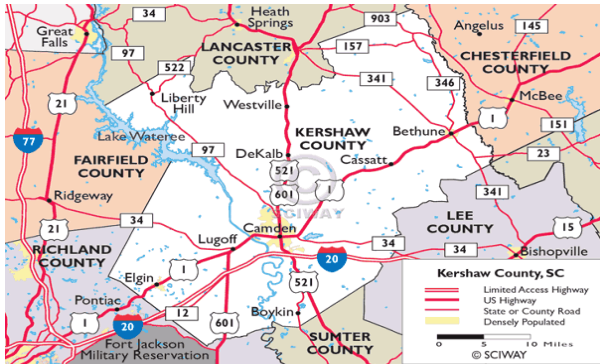 34
Heath
Springs
903
Angelus
145
Great
Falls
97
LANCASTER
COUNTY
157
CHESTERFIELD
COUNTY
522
341
346
21
Liberty
Hill
Westville
McBee
1
151
77
Lake Wateree
KERSHAW
COUNTY
Bethune
97
DeKalb
Cassatt
23
FAIRFIELD
COUNTY
521
601
1
341
©
SCIWAY
Ridgeway
34
Camden
LEE
COUNTY
15
21
RICHLAND
COUNTY
Lugoff
34
34
Bishopville
20
Elgin
1
521
Pontiac
12
Boykin
1
20
601
Fort Jackson
Military Reservation
SUMTER
COUNTY
Kershaw County, SC
Limited Access Highway
US Highway
State or County Road
Densely Populated
0 5 10 Miles
© SCIWAY